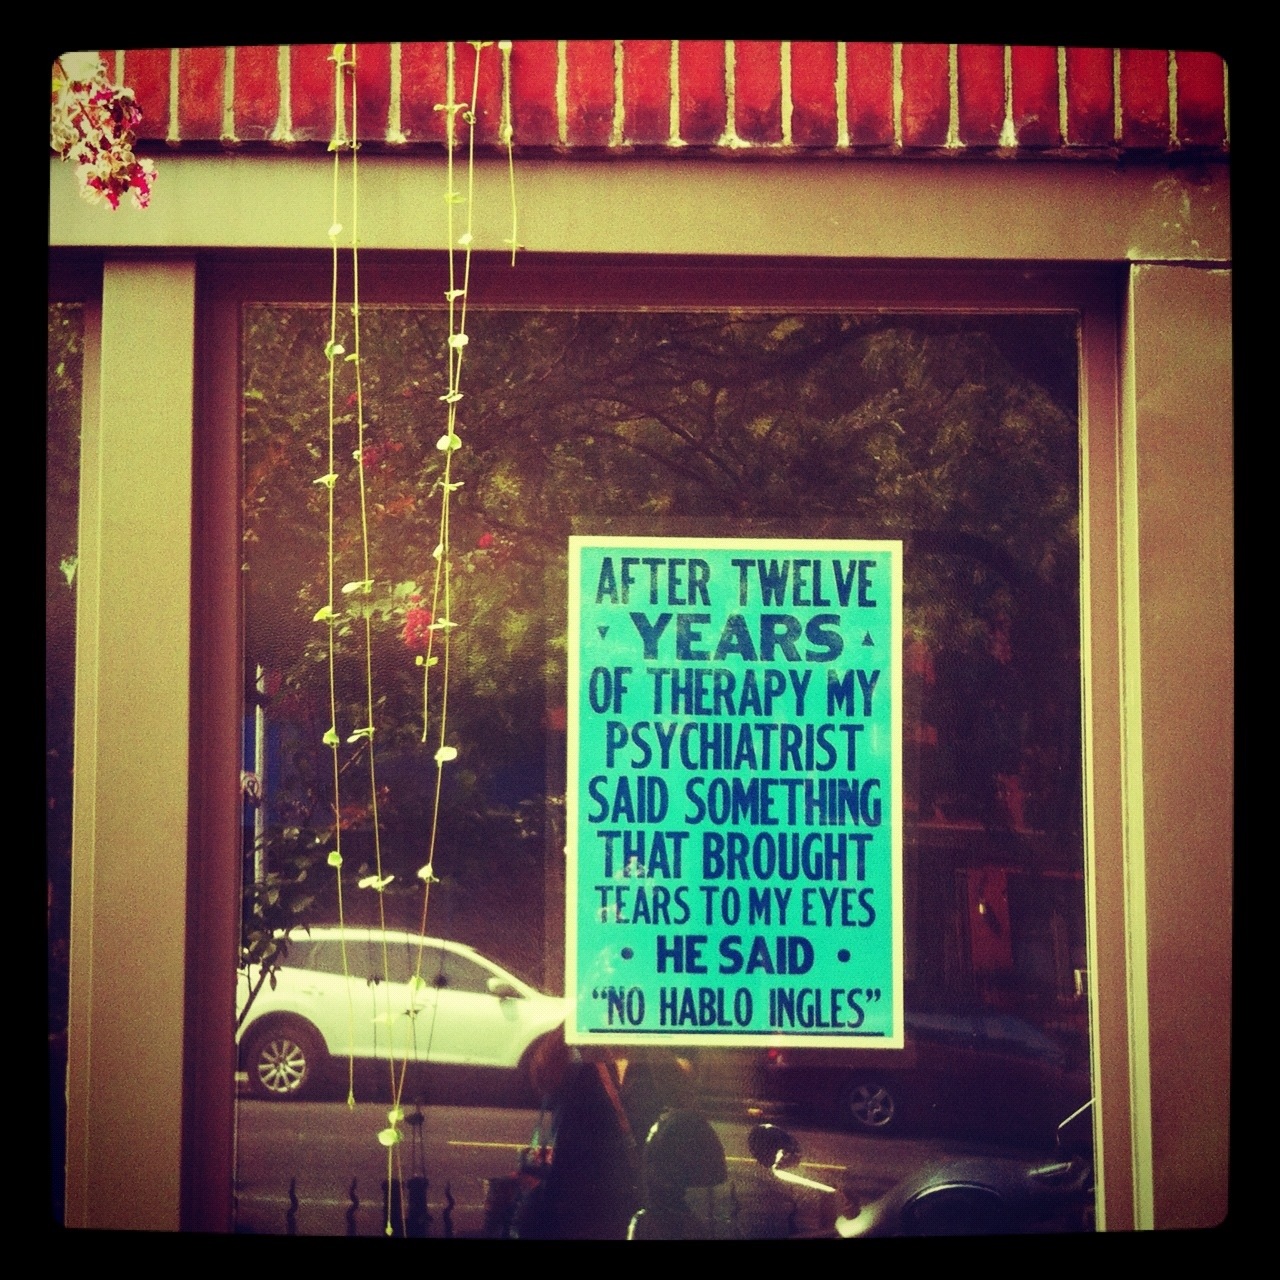 AFTER TWELVE
YEARS
OF THERAPY MY
PSYCHIATRIST
SAID SOMETHING
THAT BROUGHT
TEARS TO MY EYES
• HE SAID •
"NO HABLO INGLES"